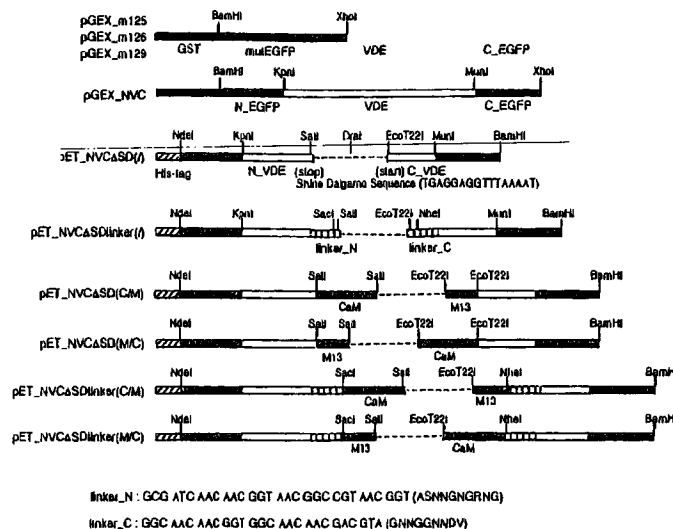 pGEX_m125 BamHI XhoI
pGEX_m126
pGEX_m129 GST mutEGFP VDE C_EGFP
BamHI KpnI MunI XhoI
pGEX_NVC
N_EGFP VDE C_EGFP
NdeI KpnI SalI DraI EcoT22I MunI BamHI
pET_NVCΔSD(/)
His-tag N_VDE (stop) (start) C_VDE
Shine Dalgarno Sequence (TGAGGAGGTTTAAAAT)
NdeI KpnI SacI SalI EcoT22I NheI MunI BamHI
pET_NVCΔSDlinker(/)
linker_N linker_C
NdeI SalI SalI EcoT22I EcoT22I BamHI
pET_NVCΔSD(C/M)
CaM M13
NdeI SalI SalI EcoT22I EcoT22I BamHI
pET_NVCΔSD(M/C)
M13 CaM
NdeI SacI SalI EcoT22I NheI BamHI
pET_NVCΔSDlinker(C/M)
CaM M13
NdeI SacI SalI EcoT22I NheI BamH
pET_NVCΔSDlinker(M/C)
M13 CaM
linker_N : GCG ATC AAC AAC GGT AAC GGC CGT AAC GGT (ASNNGNGRNG)
linker_C : GGC AAC AAC GGT GGC AAC AAC GAC GTA (GNNGGNNDV)